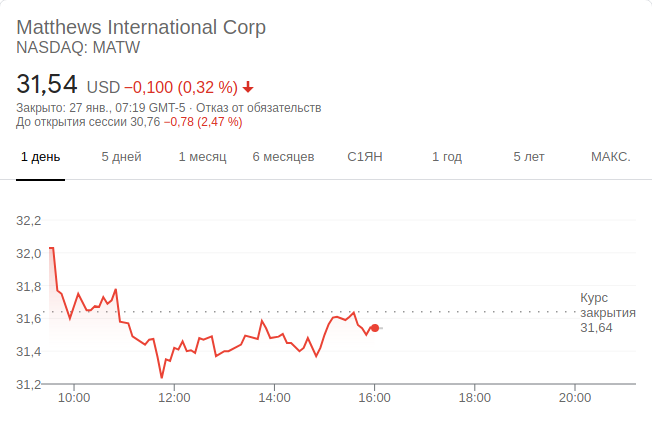 Matthews International Corp
NASDAQ: MATW
31,54 USD −0,100 (0,32 %)
Закрыто: 27 янв., 07:19 GMT-5 · Отказ от обязательств
До открытия сессии 30,76 −0,78 (2,47 %)
1 день 5 дней 1 месяц 6 месяцев С1ЯН 1 год 5 лет МАКС.
32,2
32,0
31,8
31,6
31,4
31,2
Курс
закрытия
31,64
10:00 12:00 14:00 16:00 18:00 20:00